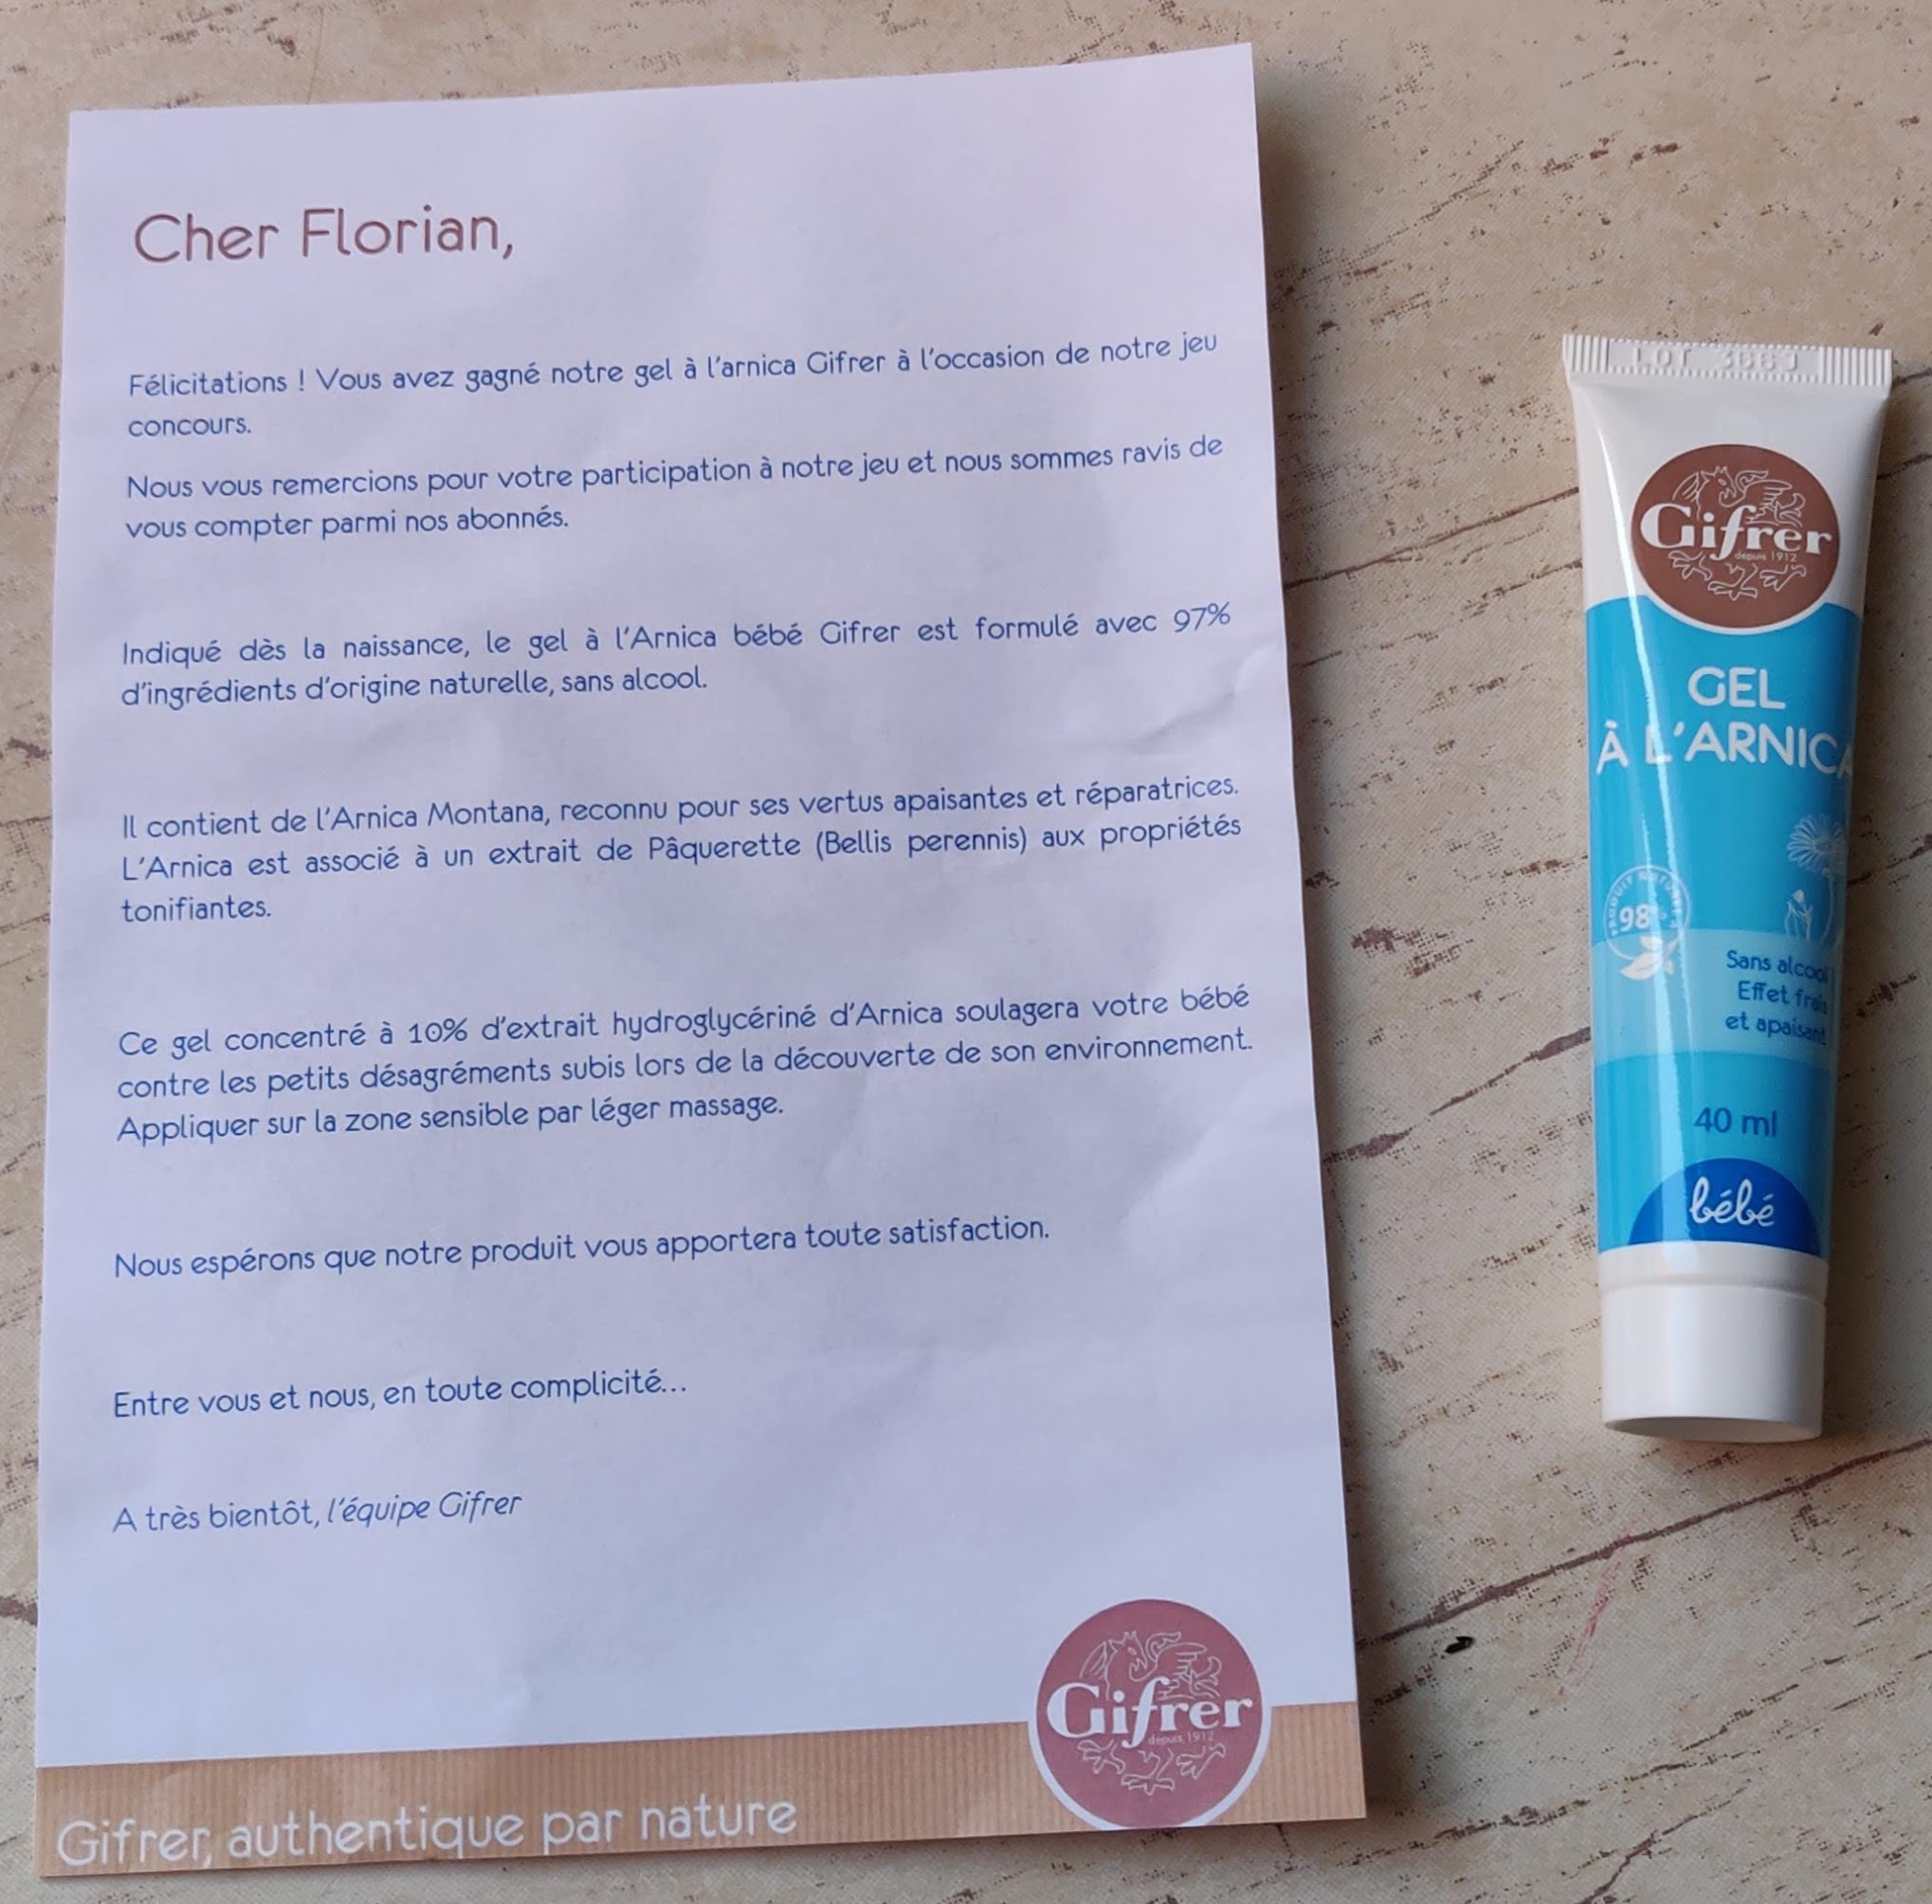 Cher Florian,
Félicitations ! Vous avez gagné notre gel à l'arnica Gifrer à l'occasion de notre jeu
concours.
Nous vous remercions pour votre participation à notre jeu et nous sommes ravis de
vous compter parmi nos abonnés.
Indiqué dès la naissance, le gel à l'Arnica bébé Gifrer est formulé avec 97%
d'ingrédients d'origine naturelle, sans alcool.
Il contient de l'Arnica Montana, reconnu pour ses vertus apaisantes et réparatrices.
L'Arnica est associé à un extrait de Pâquerette (Bellis perennis) aux propriétés
tonifiantes.
Ce gel concentré à 10% d'extrait hydroglycériné d'Arnica soulagera votre bébé
contre les petits désagréments subis lors de la découverte de son environnement.
Appliquer sur la zone sensible par léger massage.
Nous espérons que notre produit vous apportera toute satisfaction.
Entre vous et nous, en toute complicité...
A très bientôt, l'équipe Gifrer
Gifrer
depuis 1912
Gifrer, authentique par nature
LOT
Gifrer
depuis 1912
GEL
À L'ARNICA
PRODUIT
98%
Sans alcool
Effet frais
et apaisant
40 ml
bébé